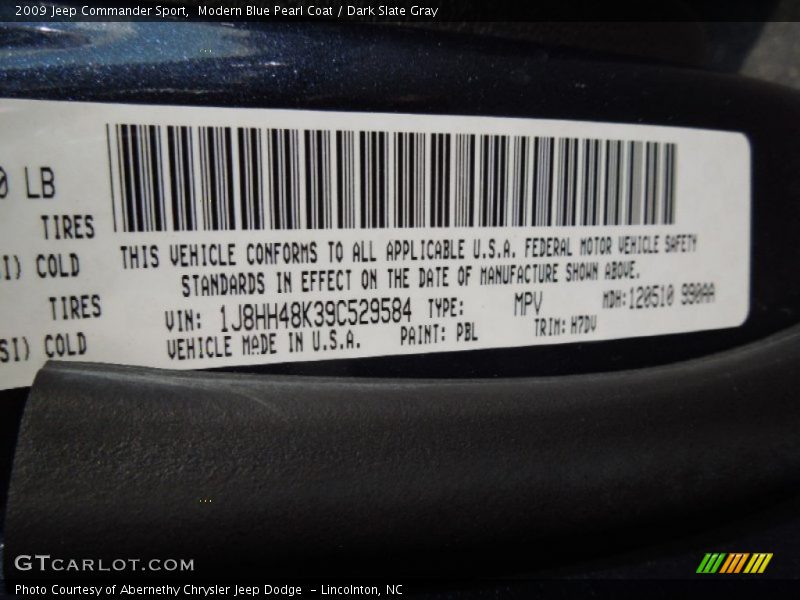 2009 Jeep Commander Sport,  Modern Blue Pearl Coat / Dark Slate Gray
0 LB
TIRES
SI) COLD
TIRES
SI) COLD
THIS VEHICLE CONFORMS TO ALL APPLICABLE U.S.A. FEDERAL MOTOR VEHICLE SAFETY
STANDARDS IN EFFECT ON THE DATE OF MANUFACTURE SHOWN ABOVE.
VIN: 1J8HH48K39C529584 TYPE: MPV MDH:120510 990AA
VEHICLE MADE IN U.S.A. PAINT: PBL TRIM: H7DV
GTCARLOT.COM
Photo Courtesy of Abernethy Chrysler Jeep Dodge  - Lincolnton, NC